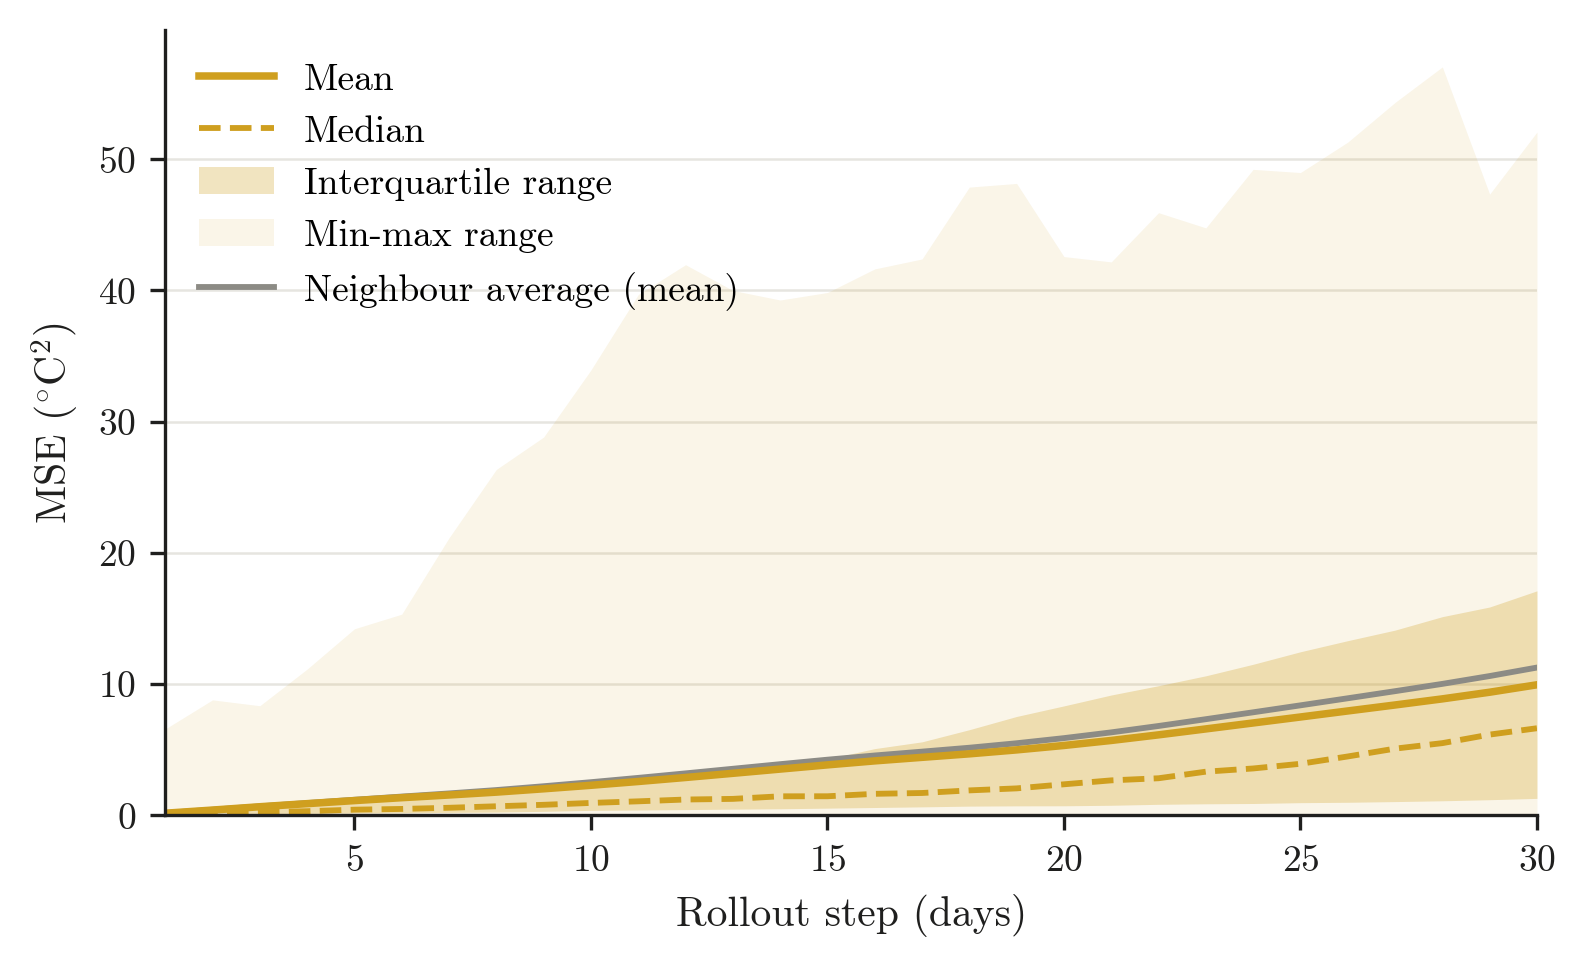 Mean
Median
Interquartile range
Min-max range
Neighbour average (mean)
50
40
30
20
10
0
MSE (°C²)
5 10 15 20 25 30
Rollout step (days)